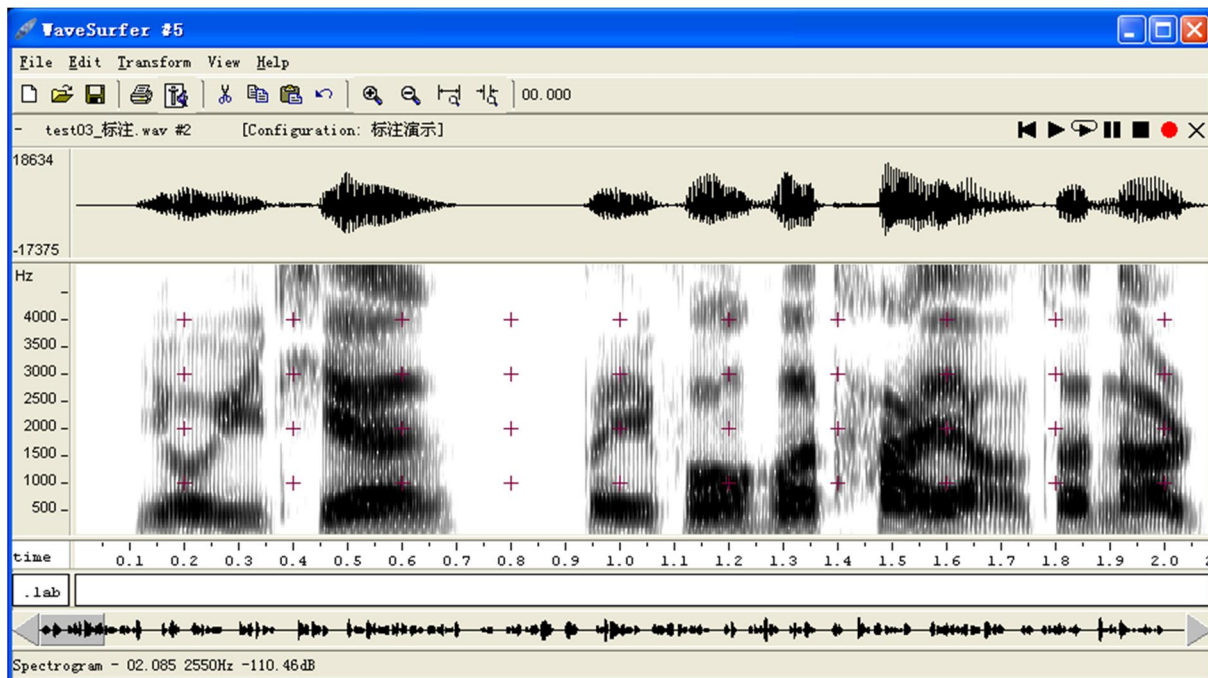 WaveSurfer #5
File Edit Transform View Help
00.000
- test03_标注.wav #2 [Configuration: 标注演示]
18634
-17375
Hz
4000
3500
3000
2500
2000
1500
1000
500
time 0.1 0.2 0.3 0.4 0.5 0.6 0.7 0.8 0.9 1.0 1.1 1.2 1.3 1.4 1.5 1.6 1.7 1.8 1.9 2.0
.lab
Spectrogram - 02.085 2550Hz -110.46dB